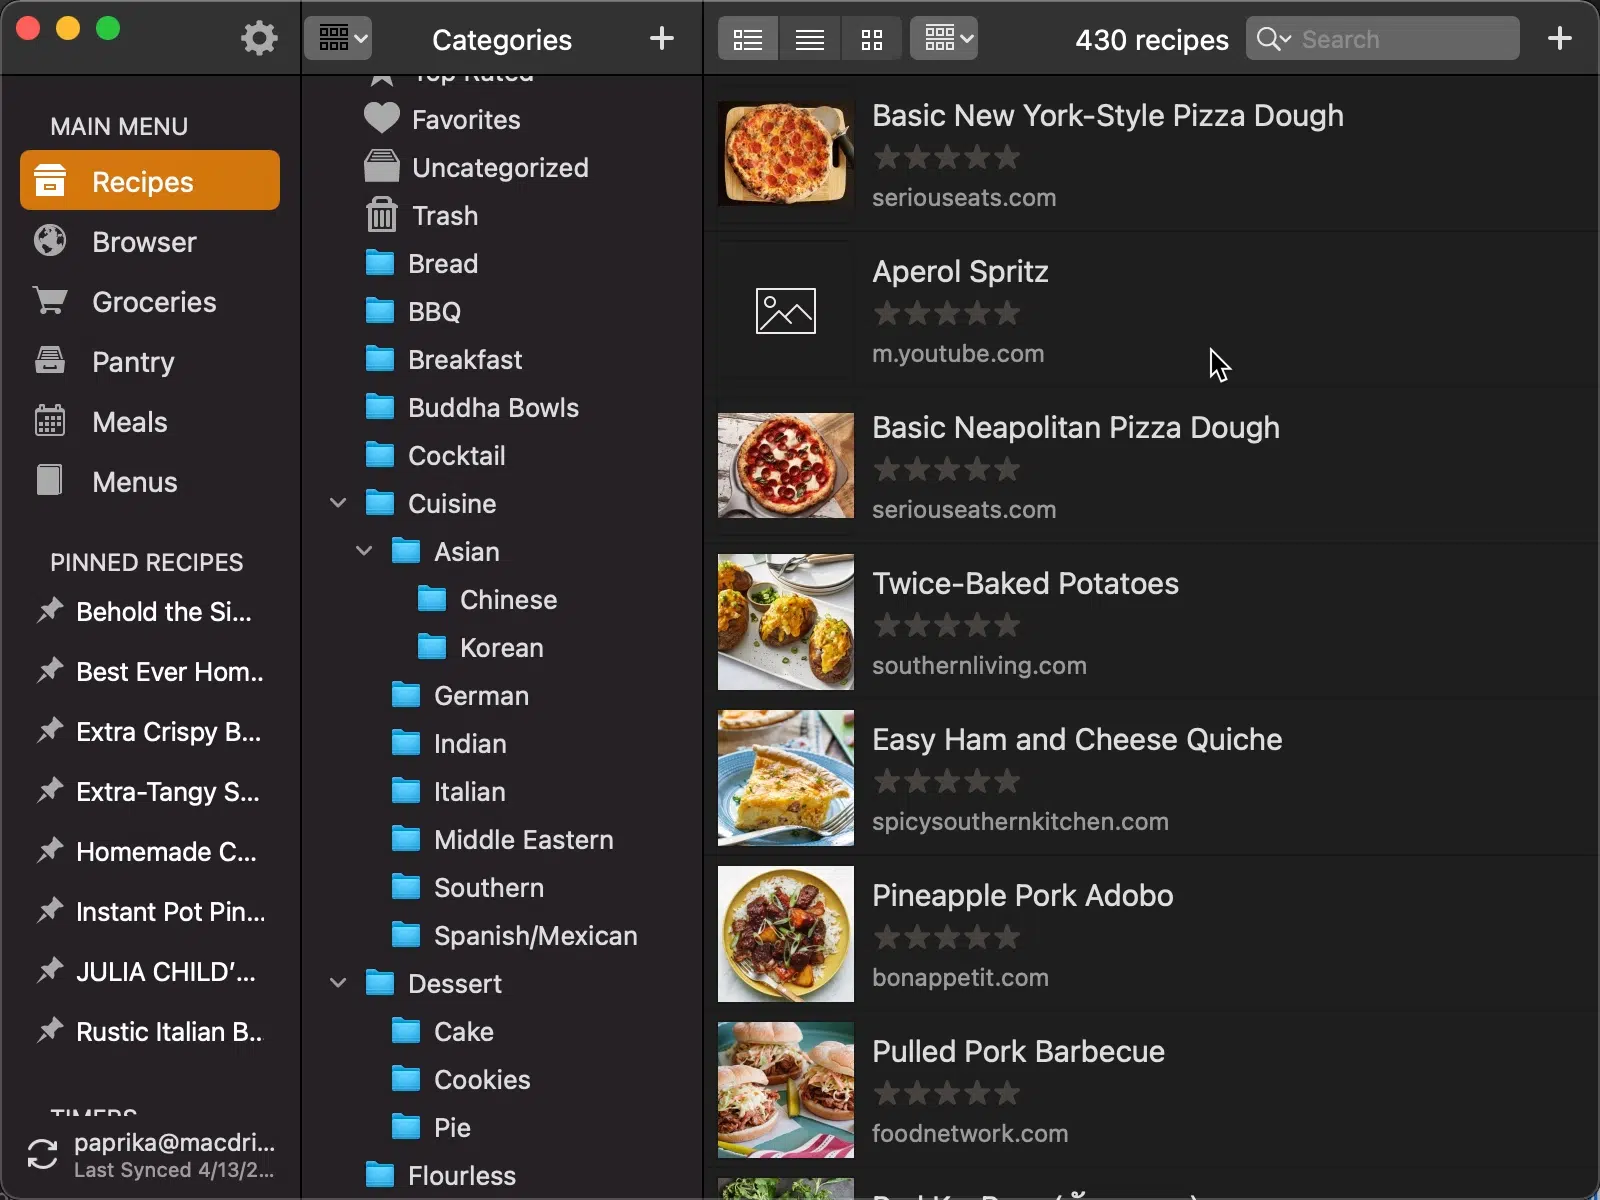 Categories
430 recipes
Search
MAIN MENU
Recipes
Browser
Groceries
Pantry
Meals
Menus
PINNED RECIPES
Behold the Si...
Best Ever Hom..
Extra Crispy B...
Extra-Tangy S...
Homemade C...
Instant Pot Pin...
JULIA CHILD’...
Rustic Italian B..
TIMERS
paprika@macdri...
Last Synced 4/13/2...
Top Rated
Favorites
Uncategorized
Trash
Bread
BBQ
Breakfast
Buddha Bowls
Cocktail
Cuisine
Asian
Chinese
Korean
German
Indian
Italian
Middle Eastern
Southern
Spanish/Mexican
Dessert
Cake
Cookies
Pie
Flourless
Basic New York-Style Pizza Dough
seriouseats.com
Aperol Spritz
m.youtube.com
Basic Neapolitan Pizza Dough
seriouseats.com
Twice-Baked Potatoes
southernliving.com
Easy Ham and Cheese Quiche
spicysouthernkitchen.com
Pineapple Pork Adobo
bonappetit.com
Pulled Pork Barbecue
foodnetwork.com